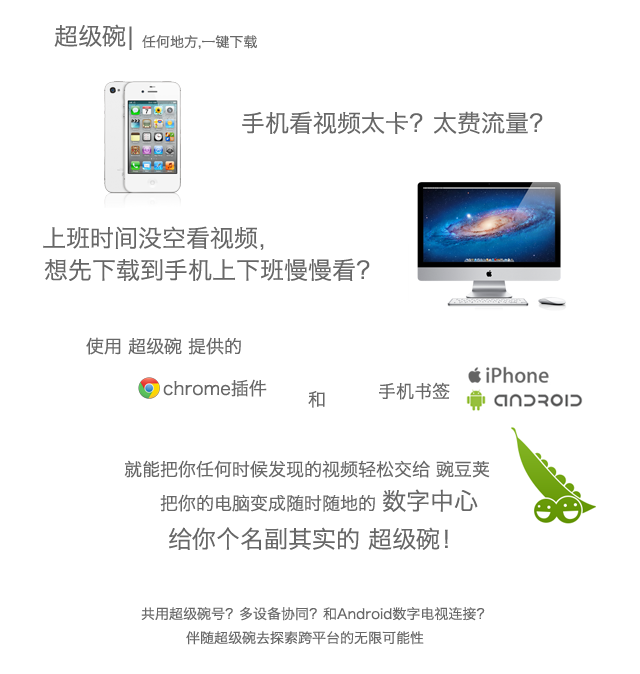 超级碗| 任何地方,一键下载
手机看视频太卡？太费流量？
上班时间没空看视频,
想先下载到手机上下班慢慢看？
使用 超级碗 提供的
chrome插件 和 手机书签 iPhone
ANDROID
就能把你任何时候发现的视频轻松交给 豌豆荚
把你的电脑变成随时随地的 数字中心
给你个名副其实的 超级碗！
共用超级碗号？多设备协同？和Android数字电视连接？
伴随超级碗去探索跨平台的无限可能性